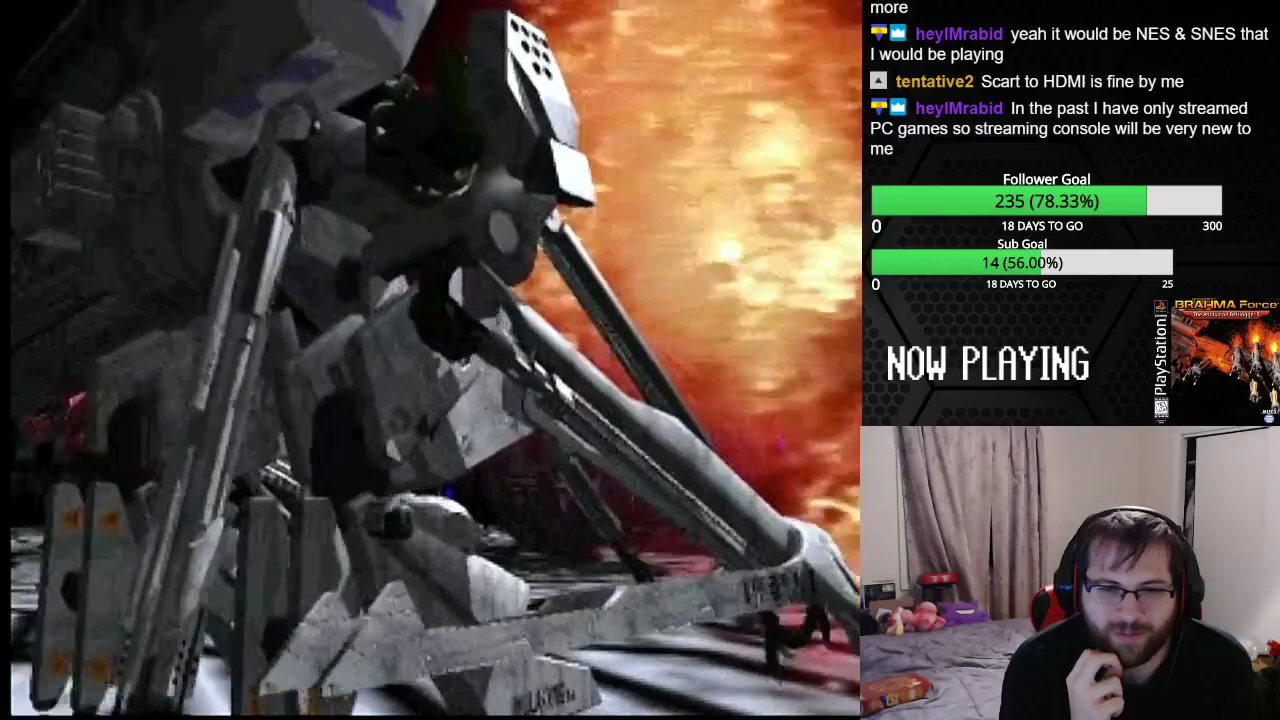 more
heyIMrabid yeah it would be NES & SNES that
I would be playing
tentative2 Scart to HDMI is fine by me
heyIMrabid In the past I have only streamed
PC games so streaming console will be very new to
me
Follower Goal
235 (78.33%)
0 18 DAYS TO GO 300
Sub Goal
14 (56.00%)
0 18 DAYS TO GO 25
NOW PLAYING
PlayStation
BRAHMA Force